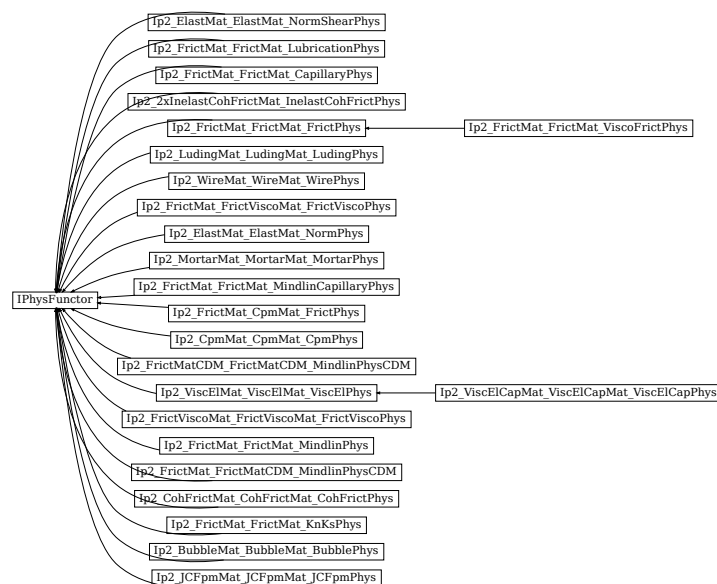 Ip2_ElastMat_ElastMat_NormShearPhys
Ip2_FrictMat_FrictMat_LubricationPhys
Ip2_FrictMat_FrictMat_CapillaryPhys
Ip2_2xInelastCohFrictMat_InelastCohFrictPhys
Ip2_FrictMat_FrictMat_FrictPhys
Ip2_FrictMat_FrictMat_ViscoFrictPhys
Ip2_LudingMat_LudingMat_LudingPhys
Ip2_WireMat_WireMat_WirePhys
Ip2_FrictMat_FrictViscoMat_FrictViscoPhys
Ip2_ElastMat_ElastMat_NormPhys
Ip2_MortarMat_MortarMat_MortarPhys
Ip2_FrictMat_FrictMat_MindlinCapillaryPhys
IPhysFunctor
Ip2_FrictMat_CpmMat_FrictPhys
Ip2_CpmMat_CpmMat_CpmPhys
Ip2_FrictMatCDM_FrictMatCDM_MindlinPhysCDM
Ip2_ViscElMat_ViscElMat_ViscElPhys
Ip2_ViscElCapMat_ViscElCapMat_ViscElCapPhys
Ip2_FrictViscoMat_FrictViscoMat_FrictViscoPhys
Ip2_FrictMat_FrictMat_MindlinPhys
Ip2_FrictMat_FrictMatCDM_MindlinPhysCDM
Ip2_CohFrictMat_CohFrictMat_CohFrictPhys
Ip2_FrictMat_FrictMat_KnKsPhys
Ip2_BubbleMat_BubbleMat_BubblePhys
Ip2_JCFpmMat_JCFpmMat_JCFpmPhys